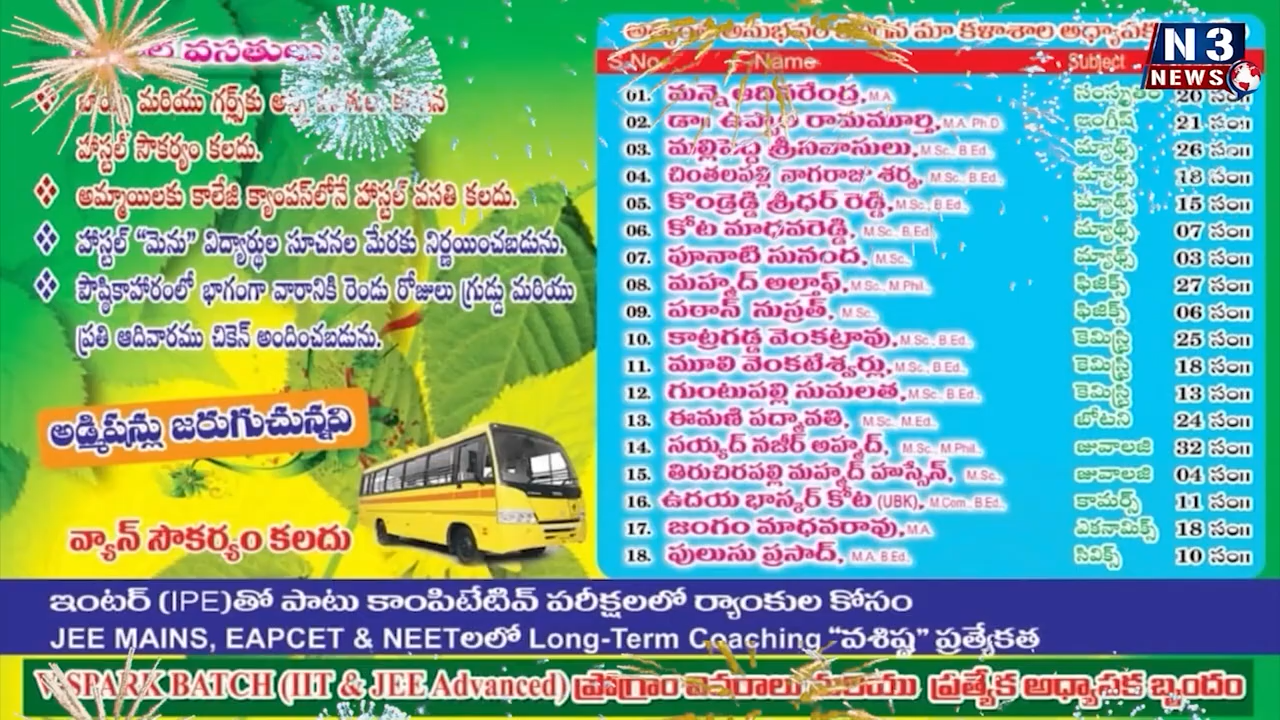 వసతులు:
మరియు గర్ల్స్‌కు
హాస్టల్ సౌకర్యం కలదు.
అమ్మాయిలకు కాలేజి క్యాంపస్‌లోనే హాస్టల్ వసతి కలదు.
హాస్టల్ “మెను” విద్యార్థుల సూచనల మేరకు నిర్ణయించబడును.
పౌష్ఠికాహారంలో భాగంగా వారానికి రెండు రోజులు గ్రుడ్డు మరియు
ప్రతి ఆదివారము చికెన్ అందించబడును.
అడ్మిషన్లు జరుగుచున్నవి
వ్యాన్ సౌకర్యం కలదు
మా కళాశాల
S.No. Name Subject
01. మన్నె ఆదినరేంద్ర, M.A. సంస్కృతం 20 సం॥
02. డా॥ ఉప్పల రామమూర్తి, M.A. Ph.D ఇంగ్లీష్ 21 సం॥
03. మల్లిపెద్ది శ్రీనివాసులు, M.Sc., B.Ed. మ్యాథ్స్ 26 సం॥
04. చింతలపల్లి నాగరాజు శర్మ, M.Sc., B.Ed. మ్యాథ్స్ 18 సం॥
05. కొండ్రెడ్డి శ్రీధర్ రెడ్డి, M.Sc., B.Ed. మ్యాథ్స్ 15 సం॥
06. కోట మాధవరెడ్డి, M.Sc., B.Ed. మ్యాథ్స్ 07 సం॥
07. పూనాటి సునంద, M.Sc. మ్యాథ్స్ 03 సం॥
08. మహ్మద్ అల్తాఫ్, M.Sc., M.Phil. ఫిజిక్స్ 27 సం॥
09. పఠాన్ నుస్రత్, M.Sc. ఫిజిక్స్ 06 సం॥
10. కాట్రగడ్డ వెంకట్రావు, M.Sc., B.Ed. కెమిస్ట్రి 25 సం॥
11. మూలి వెంకటేశ్వర్లు, M.Sc., B.Ed. కెమిస్ట్రి 18 సం॥
12. గుంటుపల్లి సుమలత, M.Sc., B.Ed. కెమిస్ట్రి 13 సం॥
13. ఈమణి పద్మావతి, M.Sc., M.Ed. బోటని 24 సం॥
14. సయ్యద్ నజీర్ అహ్మద్, M.Sc., M.Phil. జువాలజి 32 సం॥
15. తిరుచిరపల్లి మహ్మద్ హుస్సేన్, M.Sc. జువాలజి 04 సం॥
16. ఉదయ భాస్కర్ కోట (UBK), M.Com., B.Ed. కామర్స్ 11 సం॥
17. జంగం మాధవరావు, M.A. ఎకనామిక్స్ 18 సం॥
18. పులుసు ప్రసాద్, M.A. B.Ed. సివిక్స్ 10 సం॥
N3
NEWS
ఇంటర్ (IPE)తో పాటు కాంపిటేటివ్ పరీక్షలలో ర్యాంకుల కోసం
JEE MAINS, EAPCET & NEETలలో Long-Term Coaching “వశిష్ట” ప్రత్యేకత
V-SPARK BATCH (IIT & JEE Advanced) ప్రోగ్రాం వివరాలు మరియు ప్రత్యేక అధ్యాపక బృందం